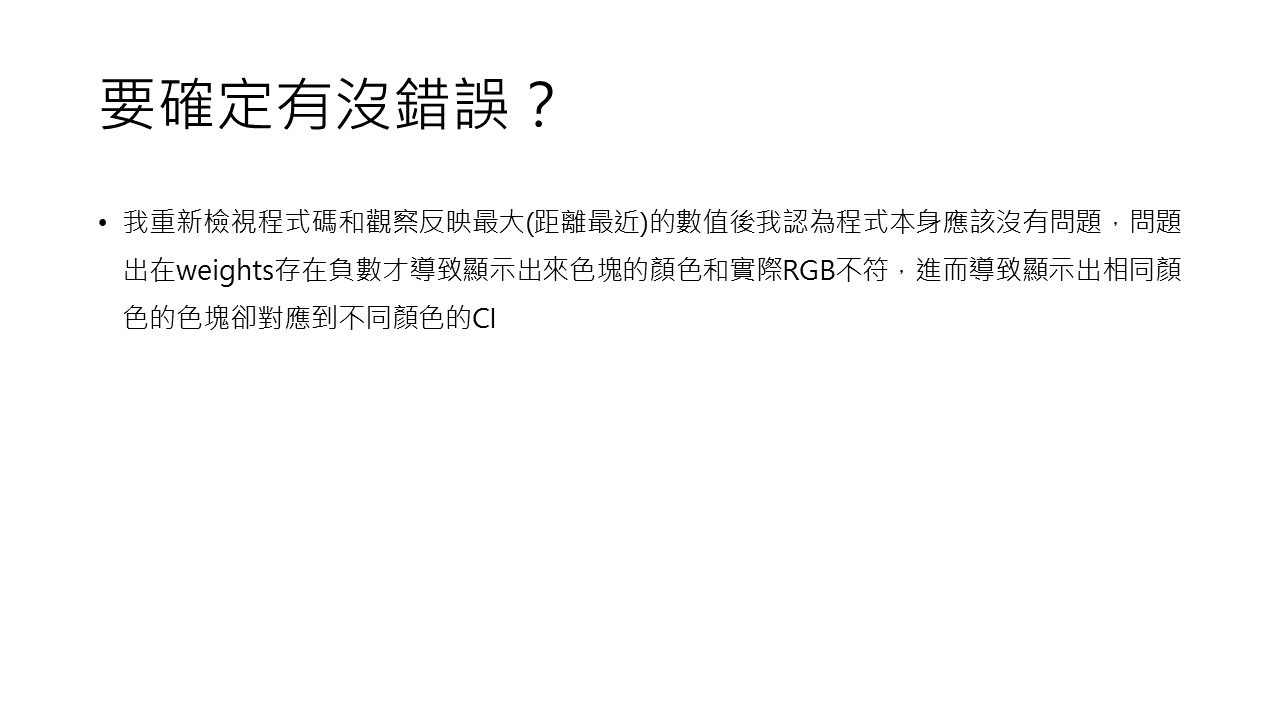 要確定有沒錯誤？
• 我重新檢視程式碼和觀察反映最大(距離最近)的數值後我認為程式本身應該沒有問題，問題
出在weights存在負數才導致顯示出來色塊的顏色和實際RGB不符，進而導致顯示出相同顏
色的色塊卻對應到不同顏色的CI